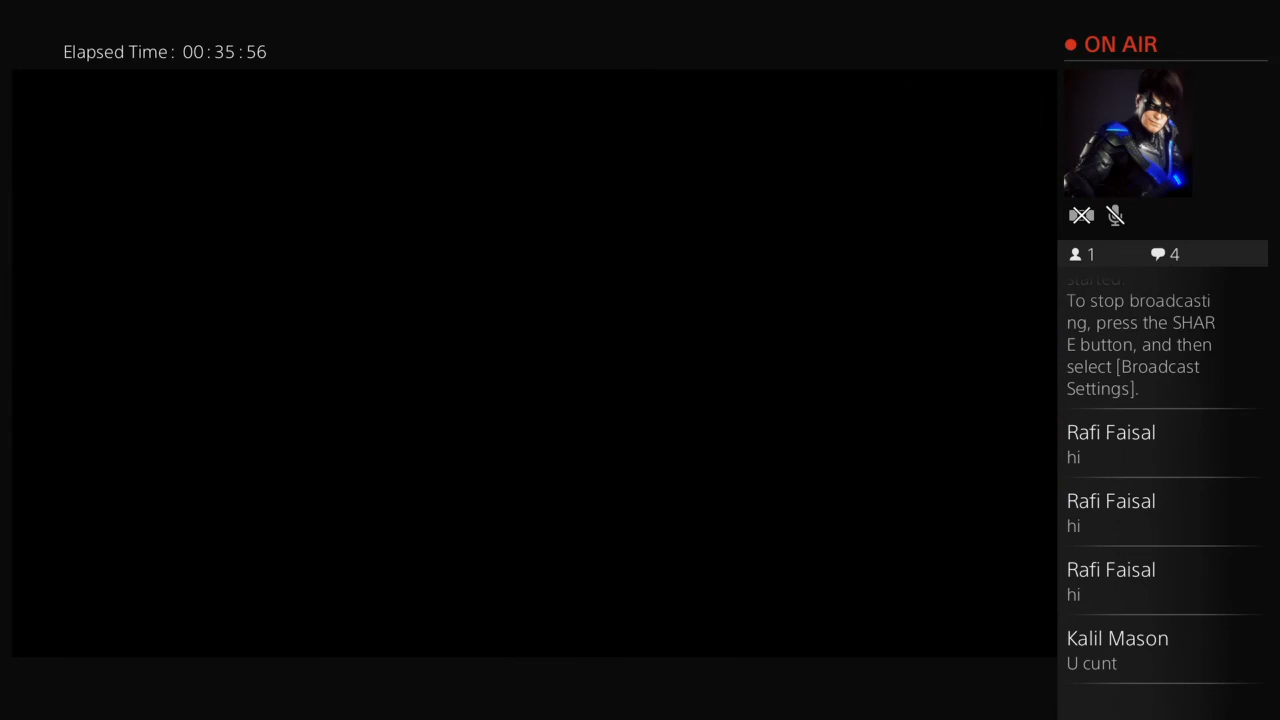 Elapsed Time: 00:35:56
ON AIR
1 4
started.
To stop broadcasti
ng, press the SHAR
E button, and then
select [Broadcast
Settings].
Rafi Faisal
hi
Rafi Faisal
hi
Rafi Faisal
hi
Kalil Mason
U cunt